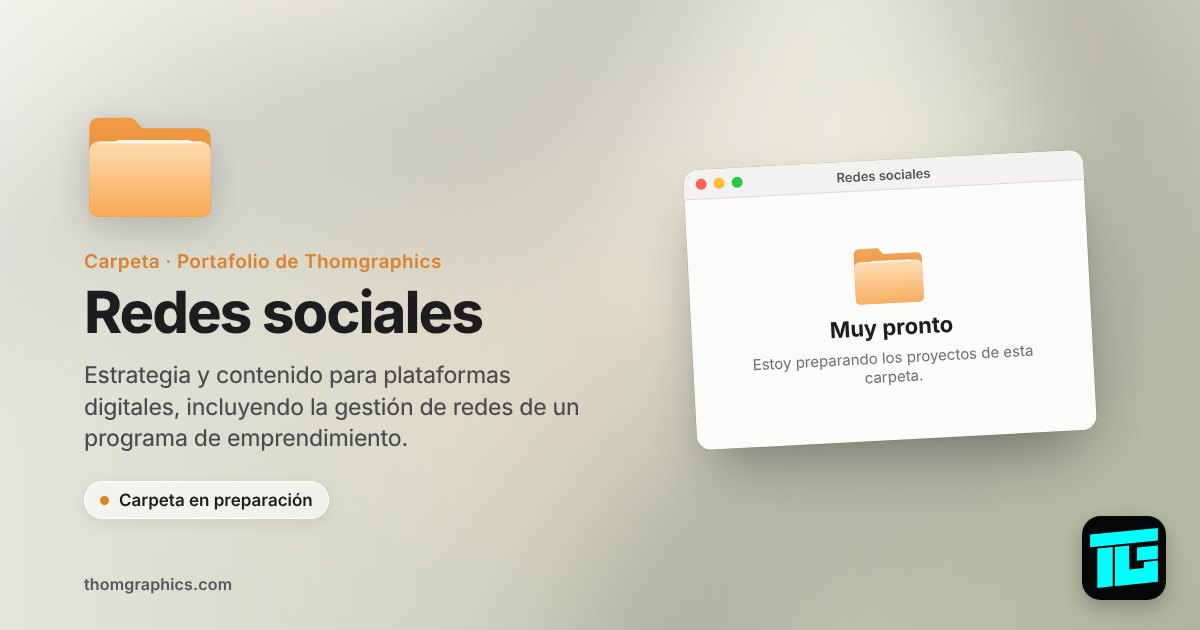 Carpeta · Portafolio de Thomgraphics
Redes sociales
Estrategia y contenido para plataformas
digitales, incluyendo la gestión de redes de un
programa de emprendimiento.
Carpeta en preparación
thomgraphics.com
Redes sociales
Muy pronto
Estoy preparando los proyectos de esta
carpeta.
TG